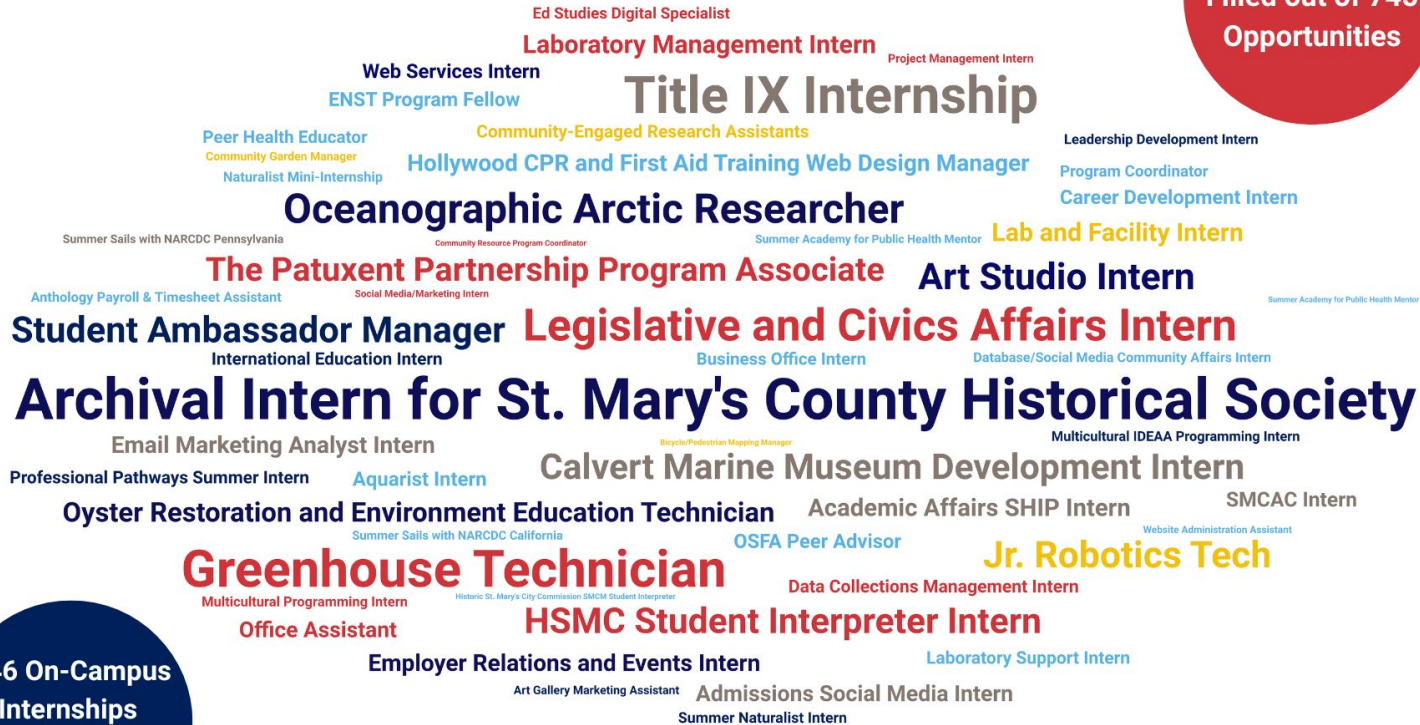 Ed Studies Digital Specialist
Opportunities
Laboratory Management Intern
Project Management Intern
Web Services Intern
Title IX Internship
ENST Program Fellow
Community-Engaged Research Assistants
Peer Health Educator
Leadership Development Intern
Community Garden Manager
Hollywood CPR and First Aid Training Web Design Manager
Program Coordinator
Naturalist Mini-Internship
Career Development Intern
Oceanographic Arctic Researcher
Lab and Facility Intern
Summer Sails with NARCDC Pennsylvania
Community Resource Program Coordinator
Summer Academy for Public Health Mentor
The Patuxent Partnership Program Associate
Art Studio Intern
Anthology Payroll & Timesheet Assistant
Social Media/Marketing Intern
Summer Academy for Public Health Mentor
Student Ambassador Manager
Legislative and Civics Affairs Intern
International Education Intern
Business Office Intern
Database/Social Media Community Affairs Intern
Archival Intern for St. Mary's County Historical Society
Email Marketing Analyst Intern
Bicycle/Pedestrian Mapping Manager
Multicultural IDEAA Programming Intern
Calvert Marine Museum Development Intern
Professional Pathways Summer Intern
Aquarist Intern
Oyster Restoration and Environment Education Technician
Academic Affairs SHIP Intern
SMCAC Intern
Summer Sails with NARCDC California
OSFA Peer Advisor
Website Administration Assistant
Greenhouse Technician
Jr. Robotics Tech
Data Collections Management Intern
Multicultural Programming Intern
Historic St. Mary's City Commission SMCM Student Interpreter
Office Assistant
HSMC Student Interpreter Intern
Employer Relations and Events Intern
Laboratory Support Intern
6 On-Campus
Internships
Art Gallery Marketing Assistant
Admissions Social Media Intern
Summer Naturalist Intern